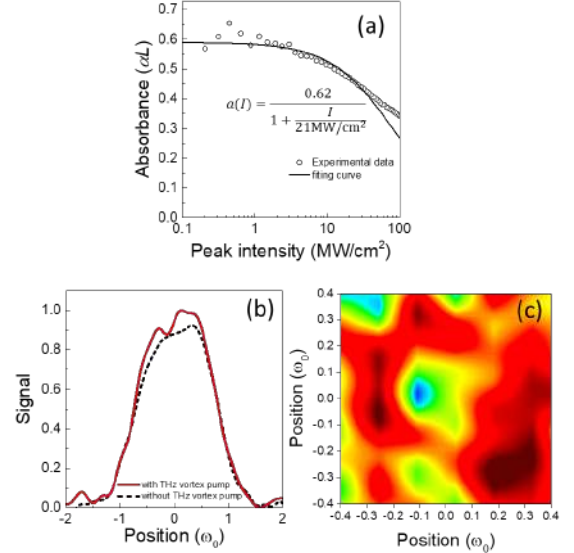 (a)
0.7
0.6
0.5
0.4
0.3
0.2
0.1
0.0
Absorbance (αL)
a(I) = 0.62 / 1 + I / 21MW/cm²
Experimental data
fitting curve
0.1 1 10 100
Peak intensity (MW/cm²)
(b)
1.0
0.8
0.6
0.4
0.2
0.0
Signal
with THz vortex pump
without THz vortex pump
-2 -1 0 1 2
Position (ω₀)
(c)
0.4
0.3
0.2
0.1
0.0
-0.1
-0.2
-0.3
-0.4
Position (ω₀)
-0.4 -0.3 -0.2 -0.1 0.0 0.1 0.2 0.3 0.4
Position (ω₀)